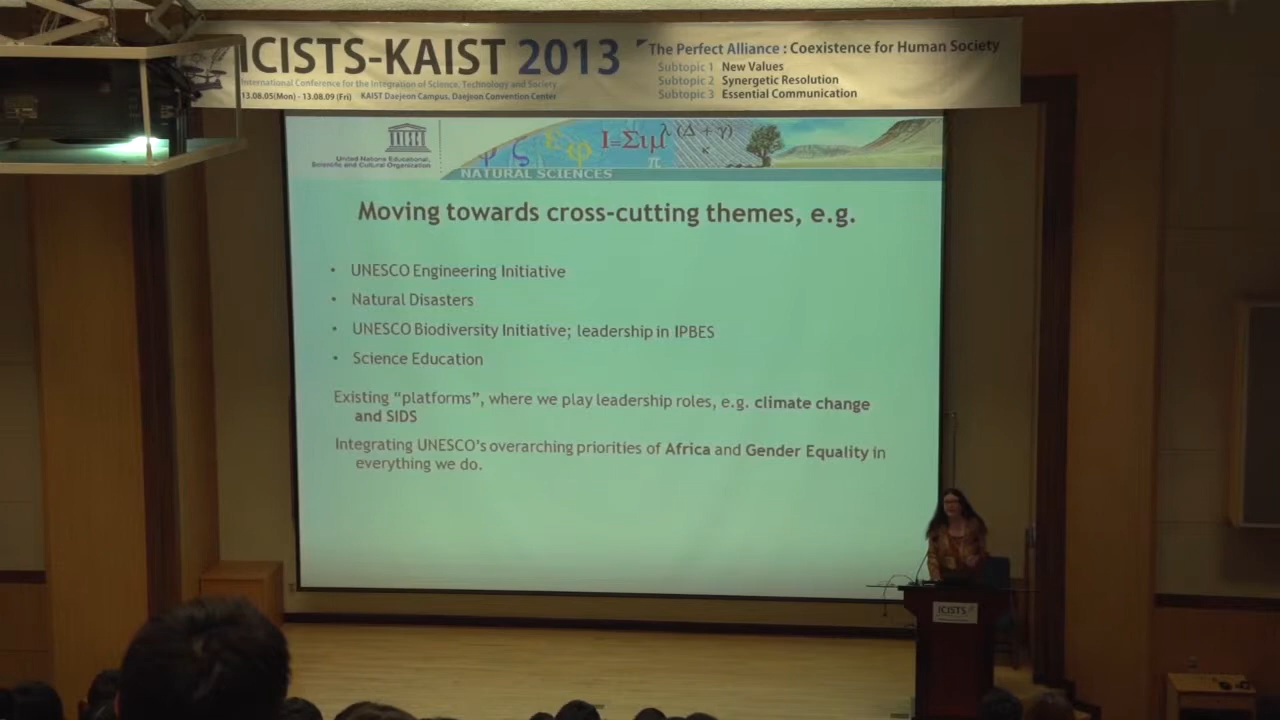 ICISTS-KAIST 2013
International Conference for the Integration of Science, Technology and Society
13.08.05(Mon) - 13.08.09 (Fri) KAIST Daejeon Campus, Daejeon Convention Center
The Perfect Alliance : Coexistence for Human Society
Subtopic 1 New Values
Subtopic 2 Synergetic Resolution
Subtopic 3 Essential Communication
United Nations Educational,
Scientific and Cultural Organisation
I=Σιμλ(Δ+γ)
κ
ψ ς ε φ π
NATURAL SCIENCES
Moving towards cross-cutting themes, e.g.
• UNESCO Engineering Initiative
• Natural Disasters
• UNESCO Biodiversity Initiative; leadership in IPBES
• Science Education
Existing “platforms”, where we play leadership roles, e.g. climate change
and SIDS
Integrating UNESCO’s overarching priorities of Africa and Gender Equality in
everything we do.
ICISTS